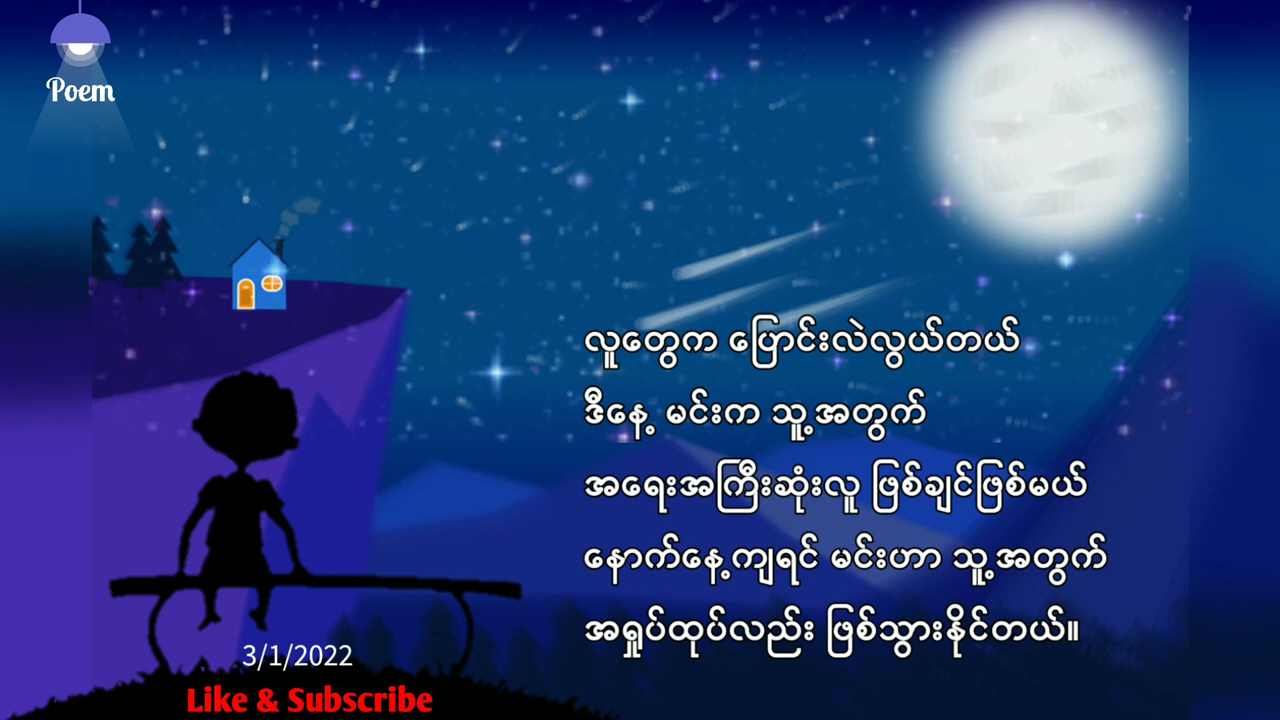 Poem
လူတွေက ပြောင်းလဲလွယ်တယ်
ဒီနေ့ မင်းက သူ့အတွက်
အရေးအကြီးဆုံးလူ ဖြစ်ချင်ဖြစ်မယ်
နောက်နေ့ကျရင် မင်းဟာ သူ့အတွက်
အရှုပ်ထုပ်လည်း ဖြစ်သွားနိုင်တယ်။
3/1/2022
Like & Subscribe